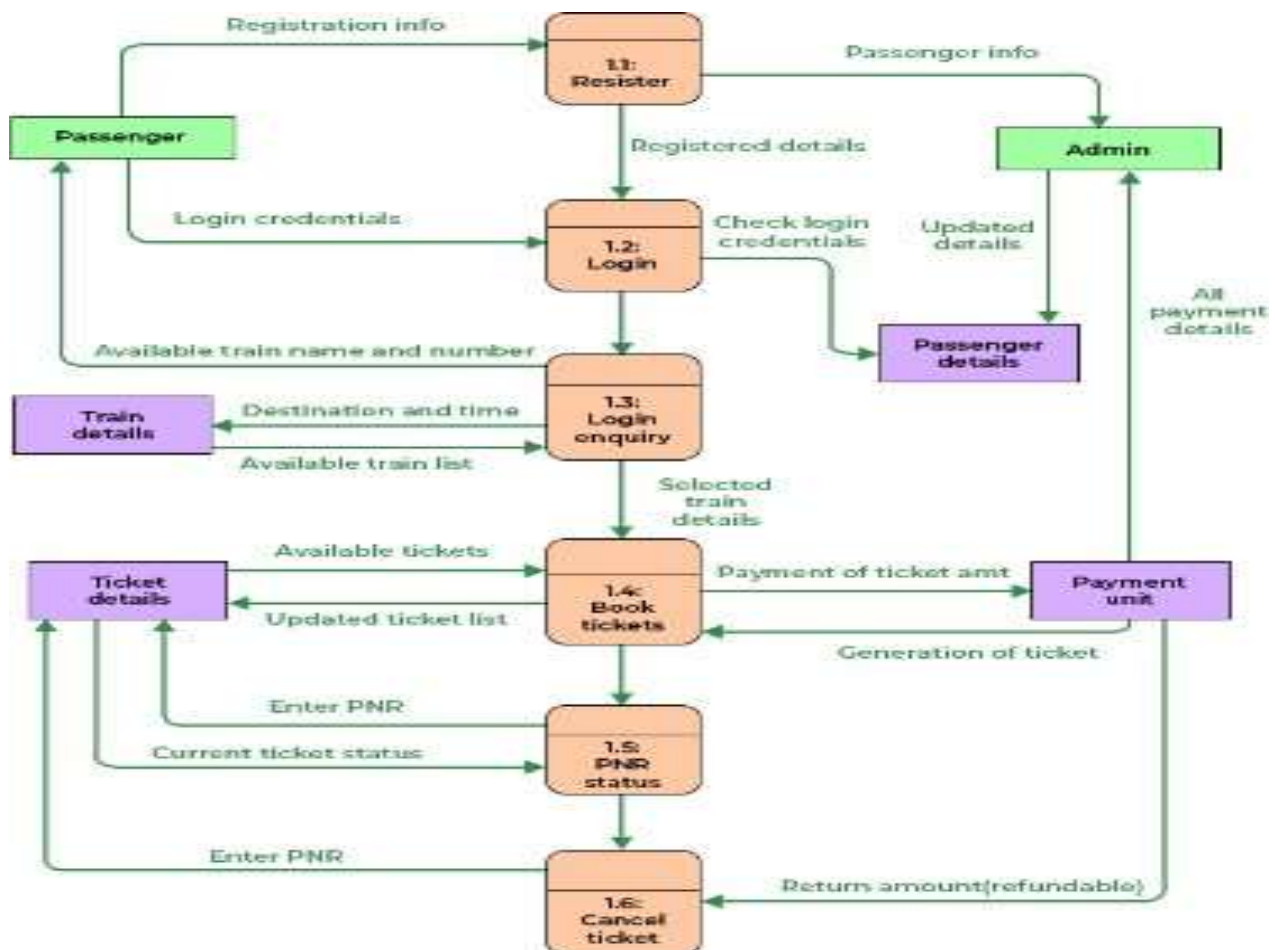 Registration info
1.1:
Resister
Passenger info
Passenger
Admin
Registered details
Login credentials
1.2:
Login
Check login
credentials
Updated
details
All
payment
details
Passenger
details
Available train name and number
1.3:
Login
enquiry
Train
details
Destination and time
Available train list
Selected
train
details
Available tickets
Ticket
details
Updated ticket list
1.4:
Book
tickets
Payment of ticket amt
Payment
unit
Generation of ticket
Enter PNR
Current ticket status
1.5:
PNR
status
Enter PNR
Return amount(refundable)
1.6:
Cancel
ticket